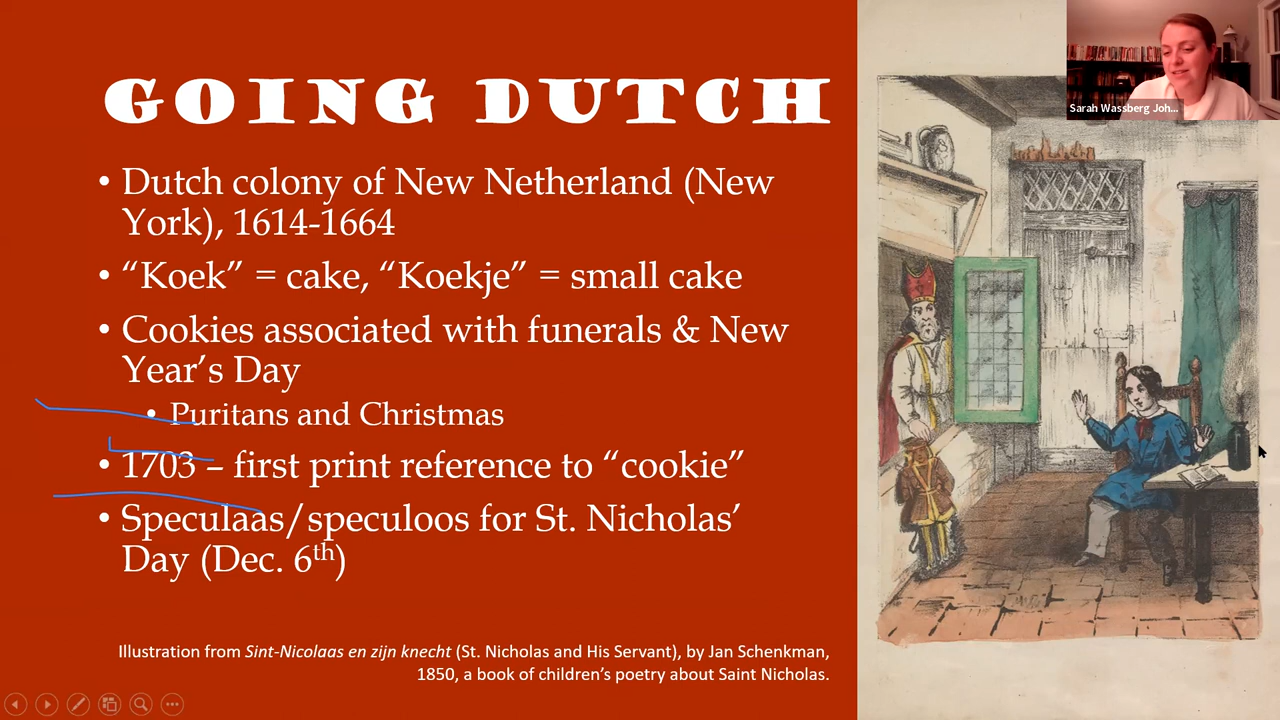 Sarah Wassberg Joh...
GOING DUTCH
• Dutch colony of New Netherland (New
York), 1614-1664
• “Koek” = cake, “Koekje” = small cake
• Cookies associated with funerals & New
Year’s Day
• Puritans and Christmas
• 1703 – first print reference to “cookie”
• Speculaas/speculoos for St. Nicholas’
Day (Dec. 6th)
Illustration from Sint-Nicolaas en zijn knecht (St. Nicholas and His Servant), by Jan Schenkman,
1850, a book of children’s poetry about Saint Nicholas.